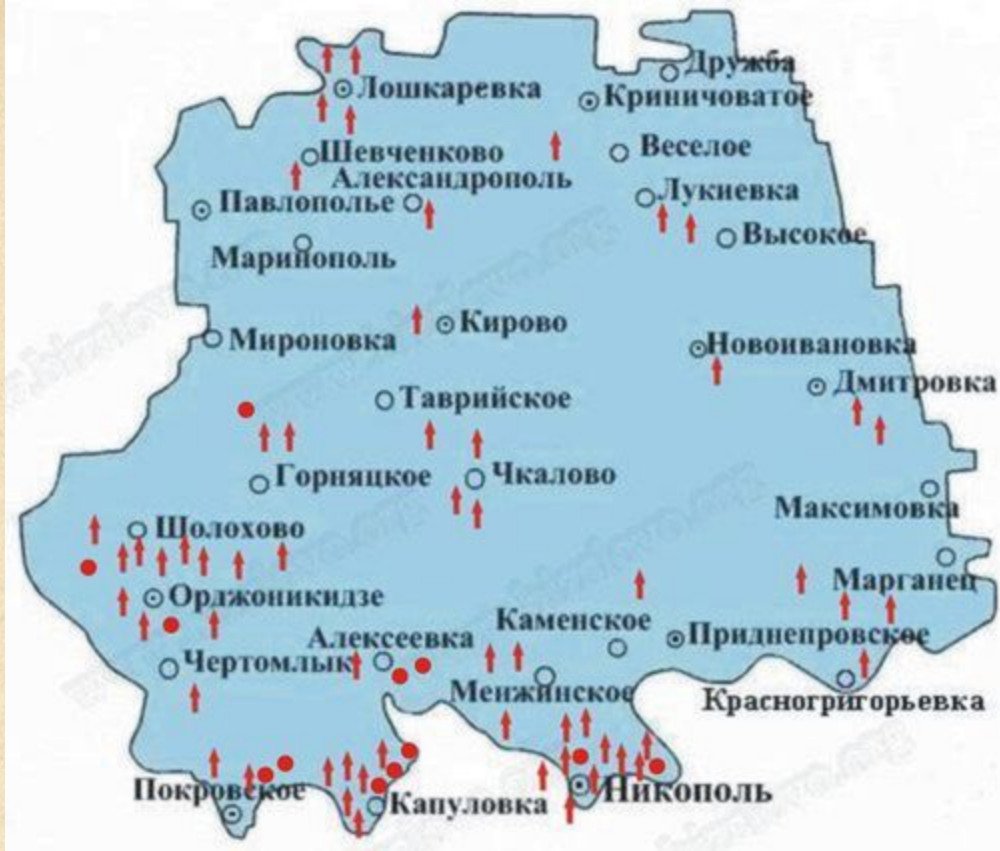 Дружба
Лошкаревка
Криничоватое
Шевченково
Веселое
Александрополь
Лукиевка
Павлополье
Высокое
Маринополь
Кирово
Мироновка
Новоивановка
Дмитровка
Таврийское
Горняцкое
Чкалово
Максимовка
Шолохово
Марганец
Орджоникидзе
Каменское
Алексеевка
Приднепровское
Чертомлык
Менжинское
Красногригорьевка
Покровское
Капуловка
Никополь